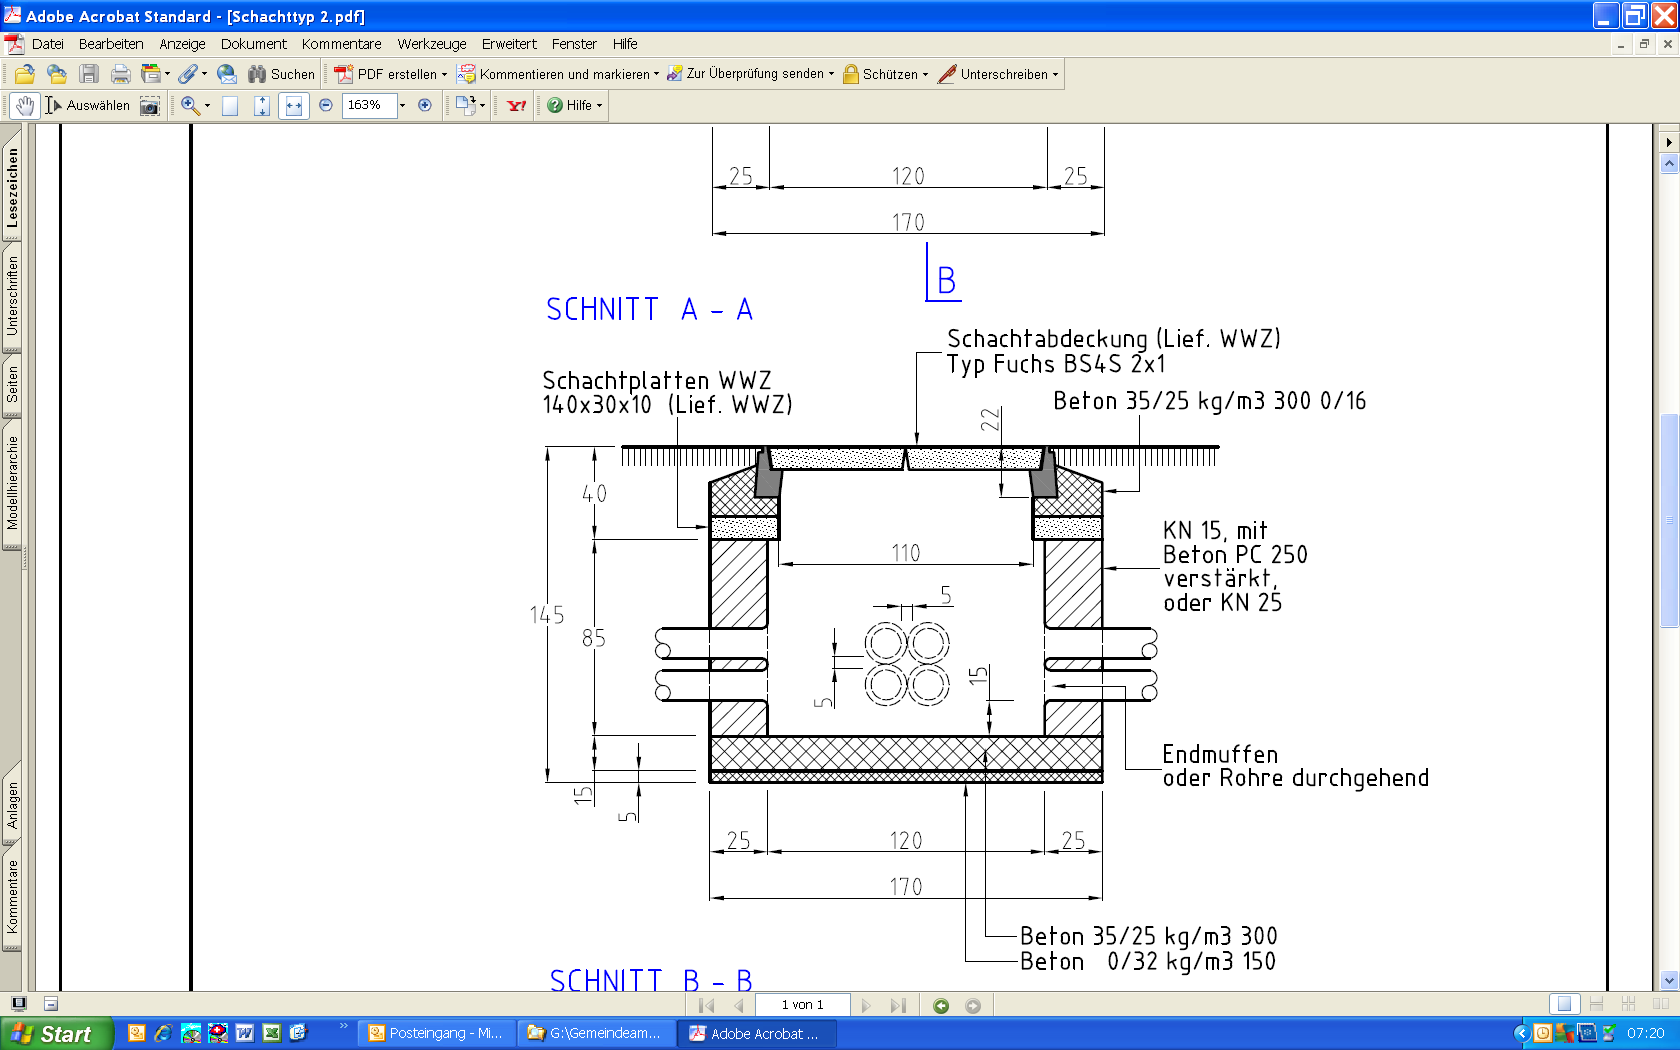 Adobe Acrobat Standard - [Schachttyp 2.pdf]
Datei Bearbeiten Anzeige Dokument Kommentare Werkzeuge Erweitert Fenster Hilfe
Suchen PDF erstellen Kommentieren und markieren Zur Überprüfung senden Schützen Unterschreiben
Auswählen 163% Y! Hilfe
Lesezeichen
Unterschriften
Seiten
Modellhierarchie
Anlagen
Kommentare
25 120 25
170
B
SCHNITT A - A
Schachtabdeckung (Lief. WWZ)
Typ Fuchs BS4S 2x1
Schachtplatten WWZ
140x30x10 (Lief. WWZ)
Beton 35/25 kg/m3 300 0/16
22
40
110
KN 15, mit
Beton PC 250
verstärkt,
oder KN 25
5
145
85
15
5
Endmuffen
oder Rohre durchgehend
15
5
25 120 25
170
Beton 35/25 kg/m3 300
Beton 0/32 kg/m3 150
SCHNITT B - B
1 von 1
Start
Posteingang - Mi...
G:\Gemeindeam...
Adobe Acrobat ...
07:20